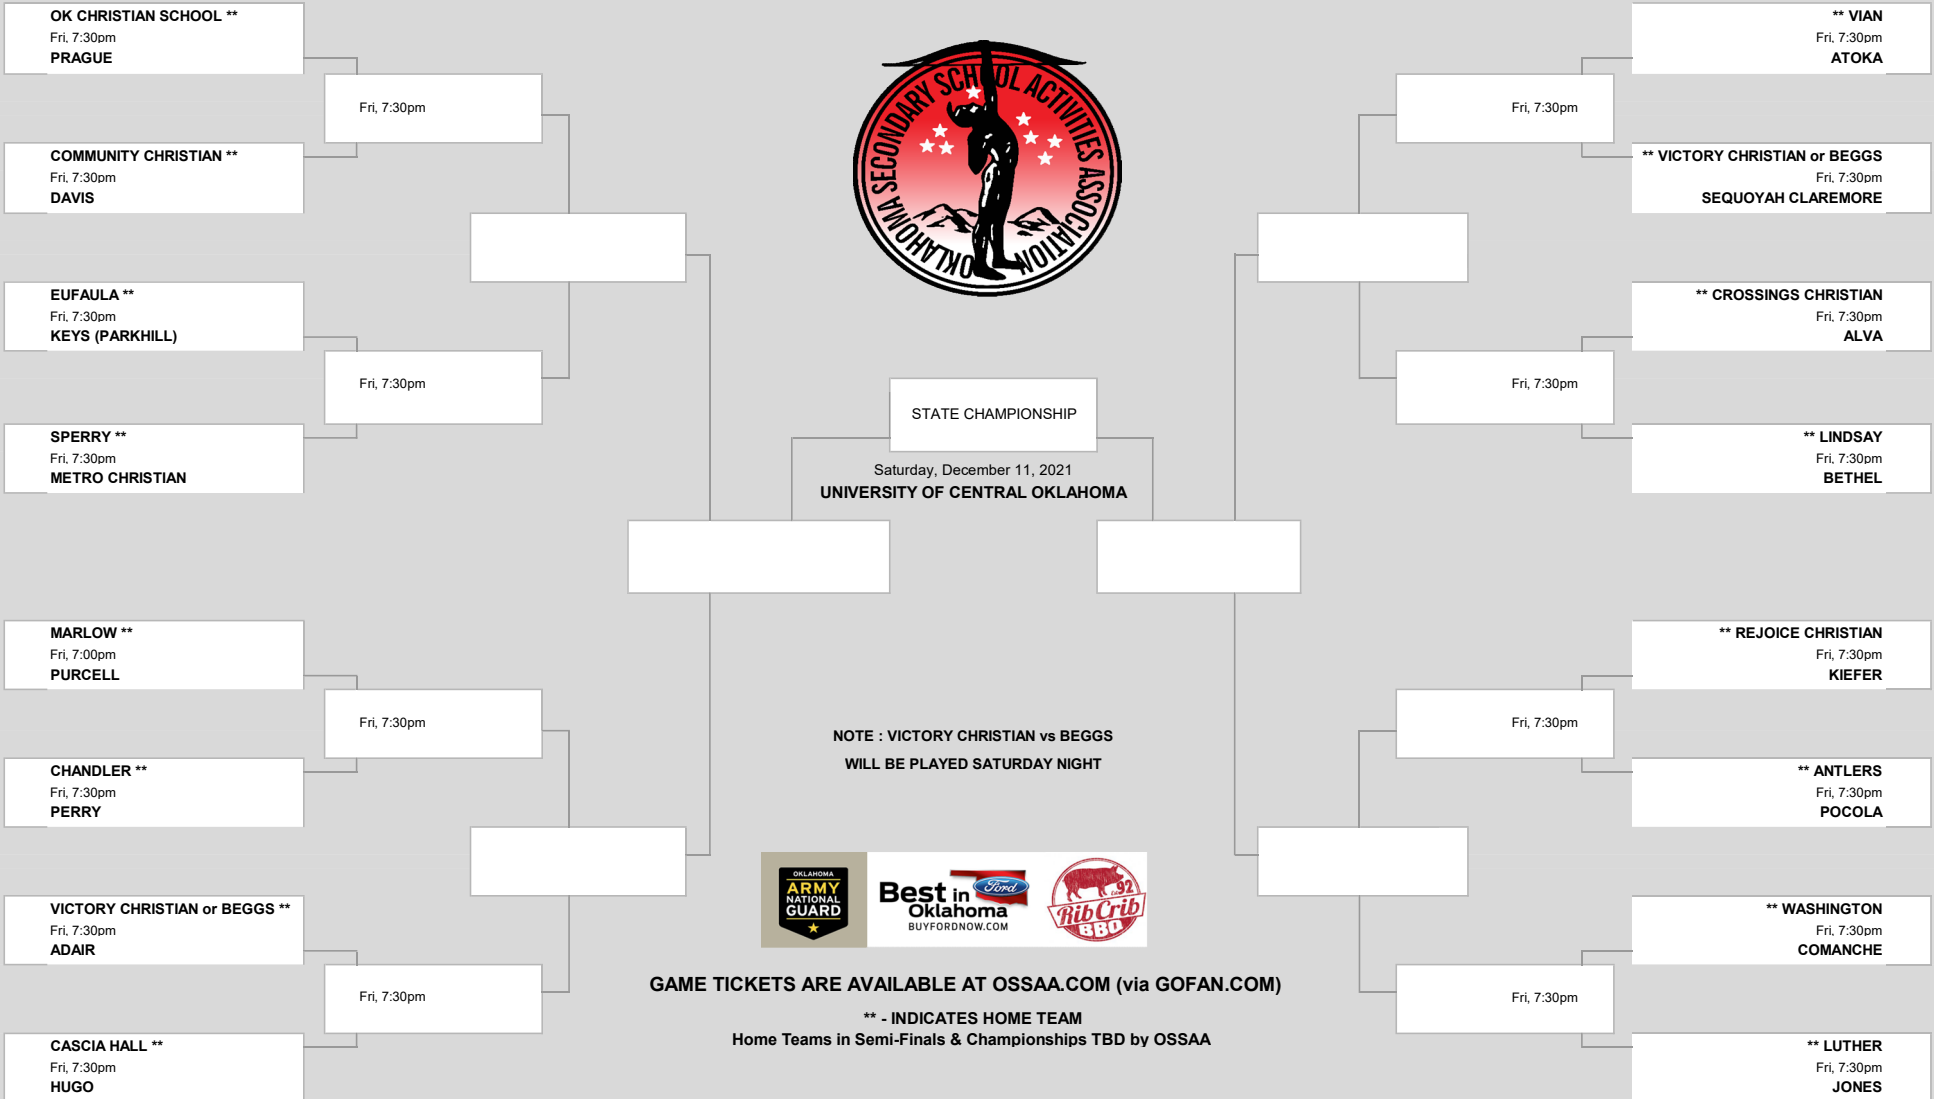 OK CHRISTIAN SCHOOL **
Fri, 7:30pm
PRAGUE
Fri, 7:30pm
COMMUNITY CHRISTIAN **
Fri, 7:30pm
DAVIS
EUFAULA **
Fri, 7:30pm
KEYS (PARKHILL)
Fri, 7:30pm
SPERRY **
Fri, 7:30pm
METRO CHRISTIAN
MARLOW **
Fri, 7:00pm
PURCELL
Fri, 7:30pm
CHANDLER **
Fri, 7:30pm
PERRY
VICTORY CHRISTIAN or BEGGS **
Fri, 7:30pm
ADAIR
Fri, 7:30pm
CASCIA HALL **
Fri, 7:30pm
HUGO
OKLAHOMA SECONDARY SCHOOL ACTIVITIES ASSOCIATION
STATE CHAMPIONSHIP
Saturday, December 11, 2021
UNIVERSITY OF CENTRAL OKLAHOMA
NOTE : VICTORY CHRISTIAN vs BEGGS
WILL BE PLAYED SATURDAY NIGHT
OKLAHOMA
ARMY
NATIONAL
GUARD
Best in
Oklahoma
BUYFORDNOW.COM
Ford
Est. 92
Rib Crib
BBQ
GAME TICKETS ARE AVAILABLE AT OSSAA.COM (via GOFAN.COM)
** - INDICATES HOME TEAM
Home Teams in Semi-Finals & Championships TBD by OSSAA
** VIAN
Fri, 7:30pm
ATOKA
Fri, 7:30pm
** VICTORY CHRISTIAN or BEGGS
Fri, 7:30pm
SEQUOYAH CLAREMORE
** CROSSINGS CHRISTIAN
Fri, 7:30pm
ALVA
Fri, 7:30pm
** LINDSAY
Fri, 7:30pm
BETHEL
** REJOICE CHRISTIAN
Fri, 7:30pm
KIEFER
Fri, 7:30pm
** ANTLERS
Fri, 7:30pm
POCOLA
** WASHINGTON
Fri, 7:30pm
COMANCHE
Fri, 7:30pm
** LUTHER
Fri, 7:30pm
JONES